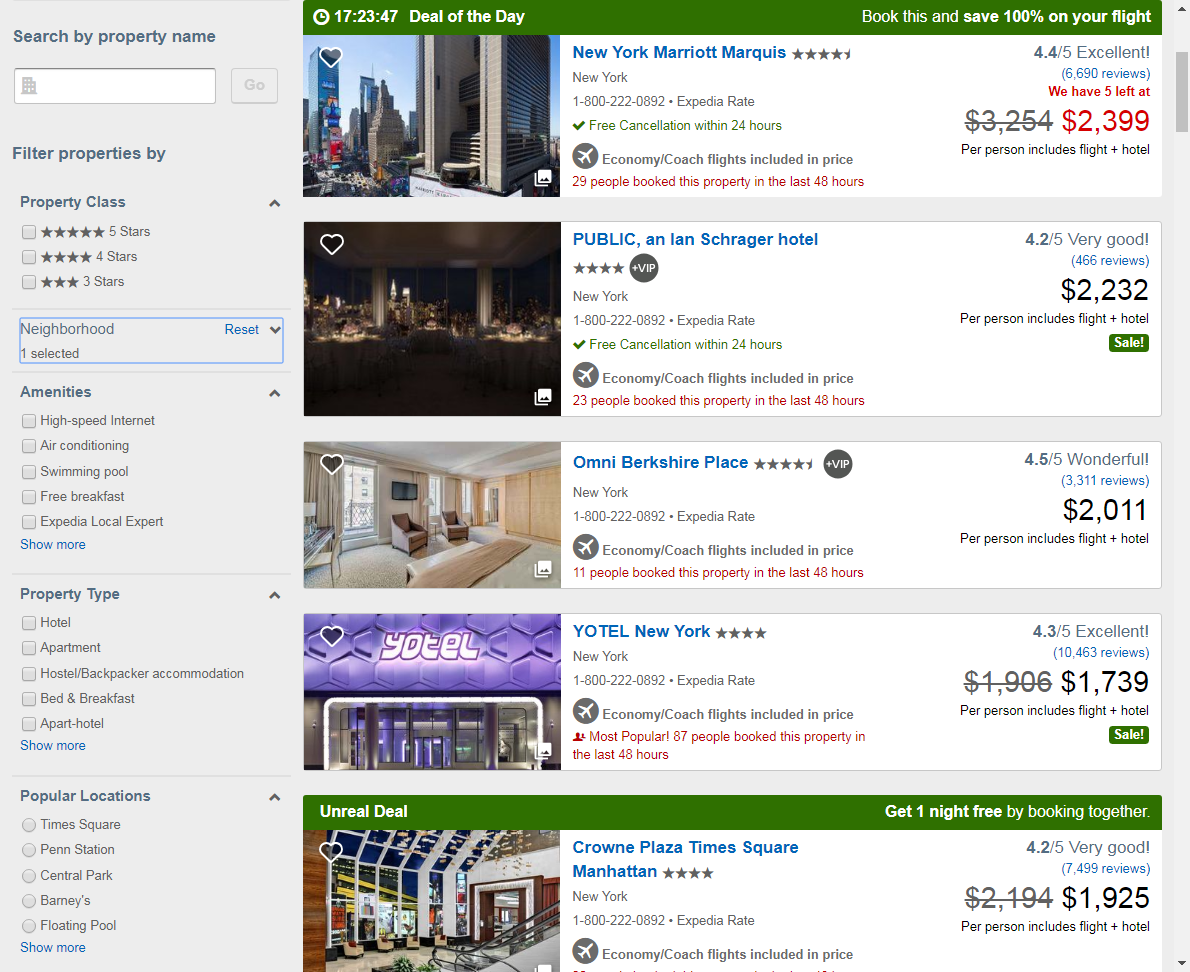 Search by property name
Go
Filter properties by
Property Class
5 Stars
4 Stars
3 Stars
Neighborhood Reset
1 selected
Amenities
High-speed Internet
Air conditioning
Swimming pool
Free breakfast
Expedia Local Expert
Show more
Property Type
Hotel
Apartment
Hostel/Backpacker accommodation
Bed & Breakfast
Apart-hotel
Show more
Popular Locations
Times Square
Penn Station
Central Park
Barney's
Floating Pool
Show more
17:23:47 Deal of the Day Book this and save 100% on your flight
New York Marriott Marquis
New York
1-800-222-0892 • Expedia Rate
Free Cancellation within 24 hours
Economy/Coach flights included in price
29 people booked this property in the last 48 hours
4.4/5 Excellent!
(6,690 reviews)
We have 5 left at
$3,254 $2,399
Per person includes flight + hotel
PUBLIC, an Ian Schrager hotel
+VIP
New York
1-800-222-0892 • Expedia Rate
Free Cancellation within 24 hours
Economy/Coach flights included in price
23 people booked this property in the last 48 hours
4.2/5 Very good!
(466 reviews)
$2,232
Per person includes flight + hotel
Sale!
Omni Berkshire Place +VIP
New York
1-800-222-0892 • Expedia Rate
Economy/Coach flights included in price
11 people booked this property in the last 48 hours
4.5/5 Wonderful!
(3,311 reviews)
$2,011
Per person includes flight + hotel
YOTEL
YOTEL New York
New York
1-800-222-0892 • Expedia Rate
Economy/Coach flights included in price
Most Popular! 87 people booked this property in
the last 48 hours
4.3/5 Excellent!
(10,463 reviews)
$1,906 $1,739
Per person includes flight + hotel
Sale!
Unreal Deal Get 1 night free by booking together.
Crowne Plaza Times Square
Manhattan
New York
1-800-222-0892 • Expedia Rate
Economy/Coach flights included in price
4.2/5 Very good!
(7,499 reviews)
$2,194 $1,925
Per person includes flight + hotel